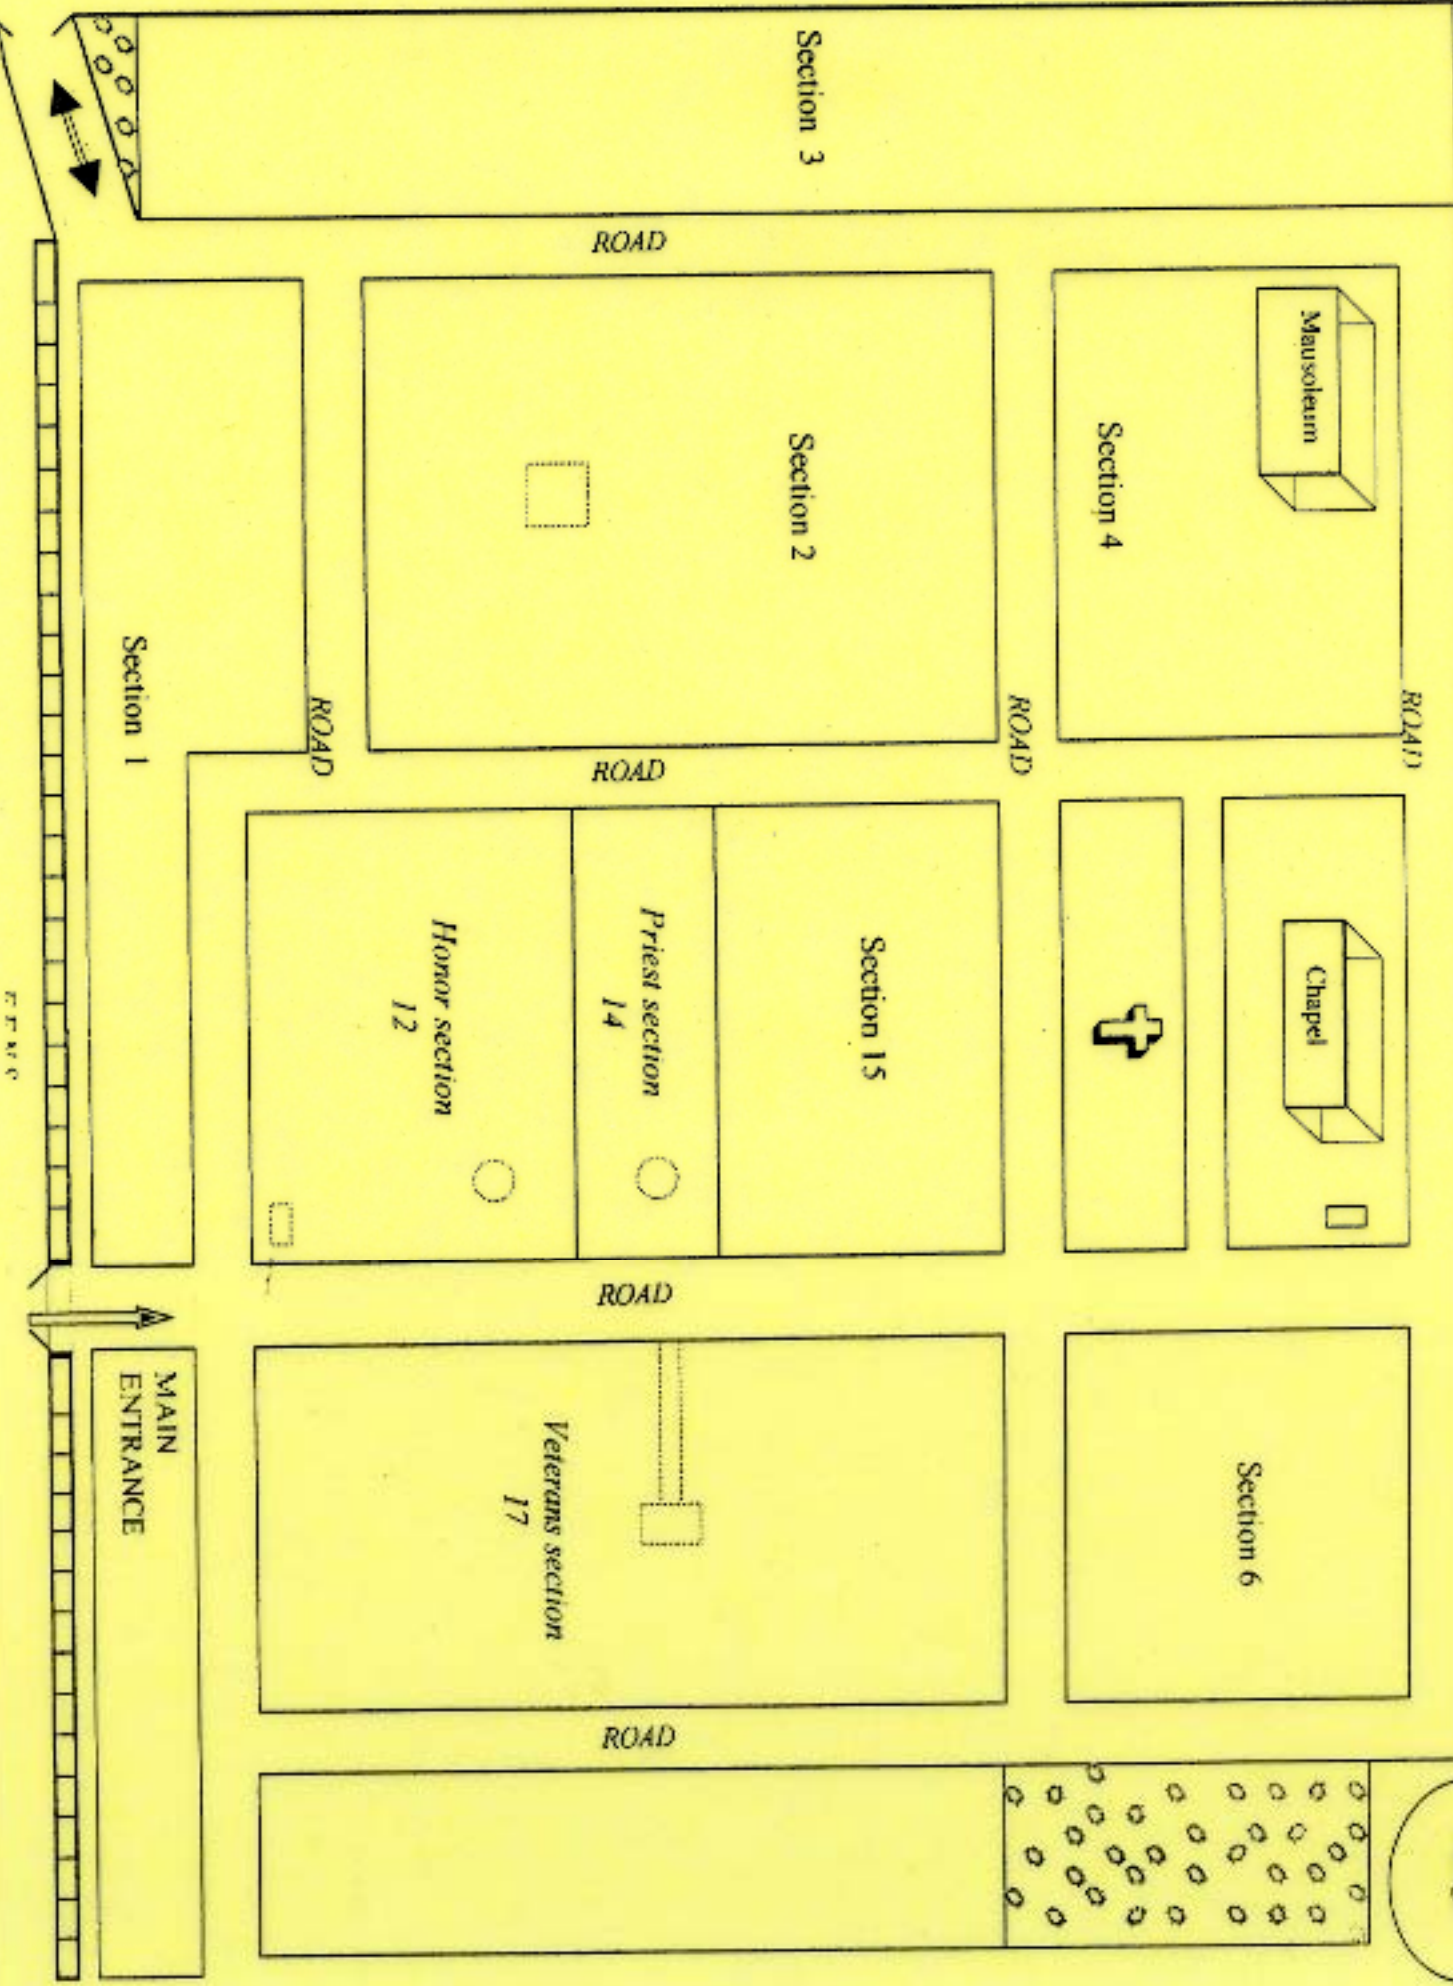 Section 3
ROAD
Mausoleum
Section 4
Section 2
Section 1
ROAD
ROAD
ROAD
ROAD
Chapel
Section 15
Priest section
14
Honor section
12
ROAD
MAIN
ENTRANCE
Veterans section
17
Section 6
ROAD